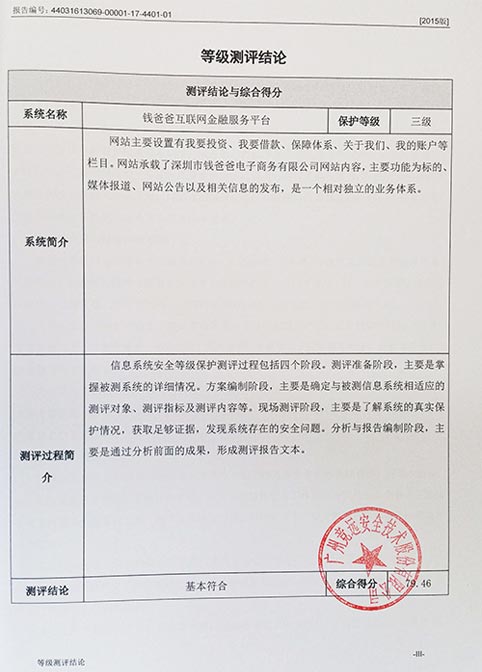 报告编号：44031613069-00001-17-4401-01
[2015版]
等级测评结论
测评结论与综合得分
系统名称
钱爸爸互联网金融服务平台
保护等级
三级
系统简介
网站主要设置有我要投资、我要借款、保障体系、关于我们、我的账户等
栏目。网站承载了深圳市钱爸爸电子商务有限公司网站内容，主要功能为标的、
媒体报道、网站公告以及相关信息的发布，是一个相对独立的业务体系。
测评过程简
介
信息系统安全等级保护测评过程包括四个阶段。测评准备阶段，主要是掌
握被测系统的详细情况。方案编制阶段，主要是确定与被测信息系统相适应的
测评对象、测评指标及测评内容等。现场测评阶段，主要是了解系统的真实保
护情况，获取足够证据，发现系统存在的安全问题。分析与报告编制阶段，主
要是通过分析前面的成果，形成测评报告文本。
广州竞远安全技术股份有限公司
测评结论
基本符合
综合得分
79.46
等级测评结论
-III-